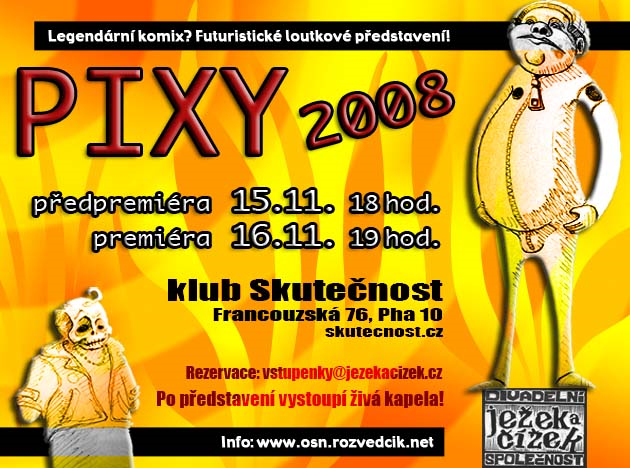 Legendární komix? Futuristické loutkové představení!
PIXY 2008
předpremiéra 15.11. 18 hod.
premiéra 16.11. 19 hod.
klub Skutečnost
Francouzská 76, Pha 10
skutecnost.cz
Rezervace: vstupenky@jezekacizek.cz
Po představení vystoupí živá kapela!
Info: www.osn.rozvedcik.net
DIVADELNÍ
ježek a
čížek
SPOLEČNOST